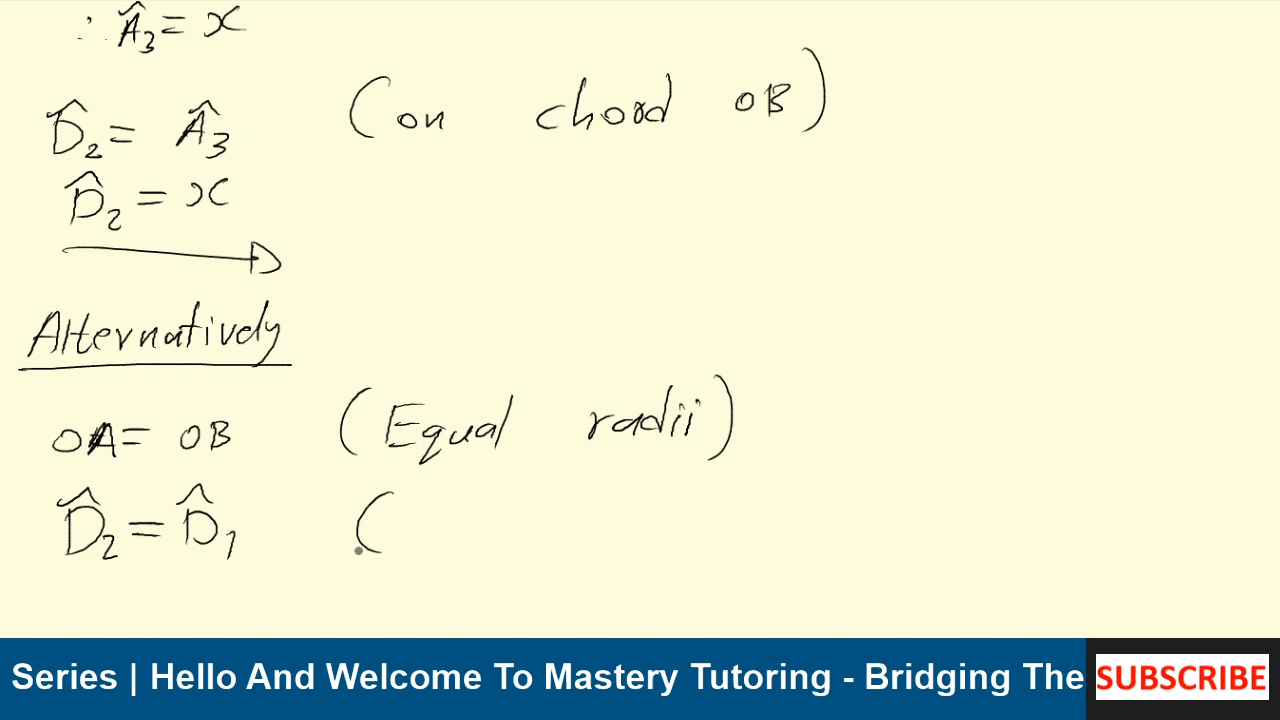 ∴ Â₃ = x
D̂₂ = Â₃ (on chord OB)
D̂₂ = x
Alternatively
OA = OB (Equal radii)
D̂₂ = D̂₁ (
Series | Hello And Welcome To Mastery Tutoring - Bridging The
SUBSCRIBE